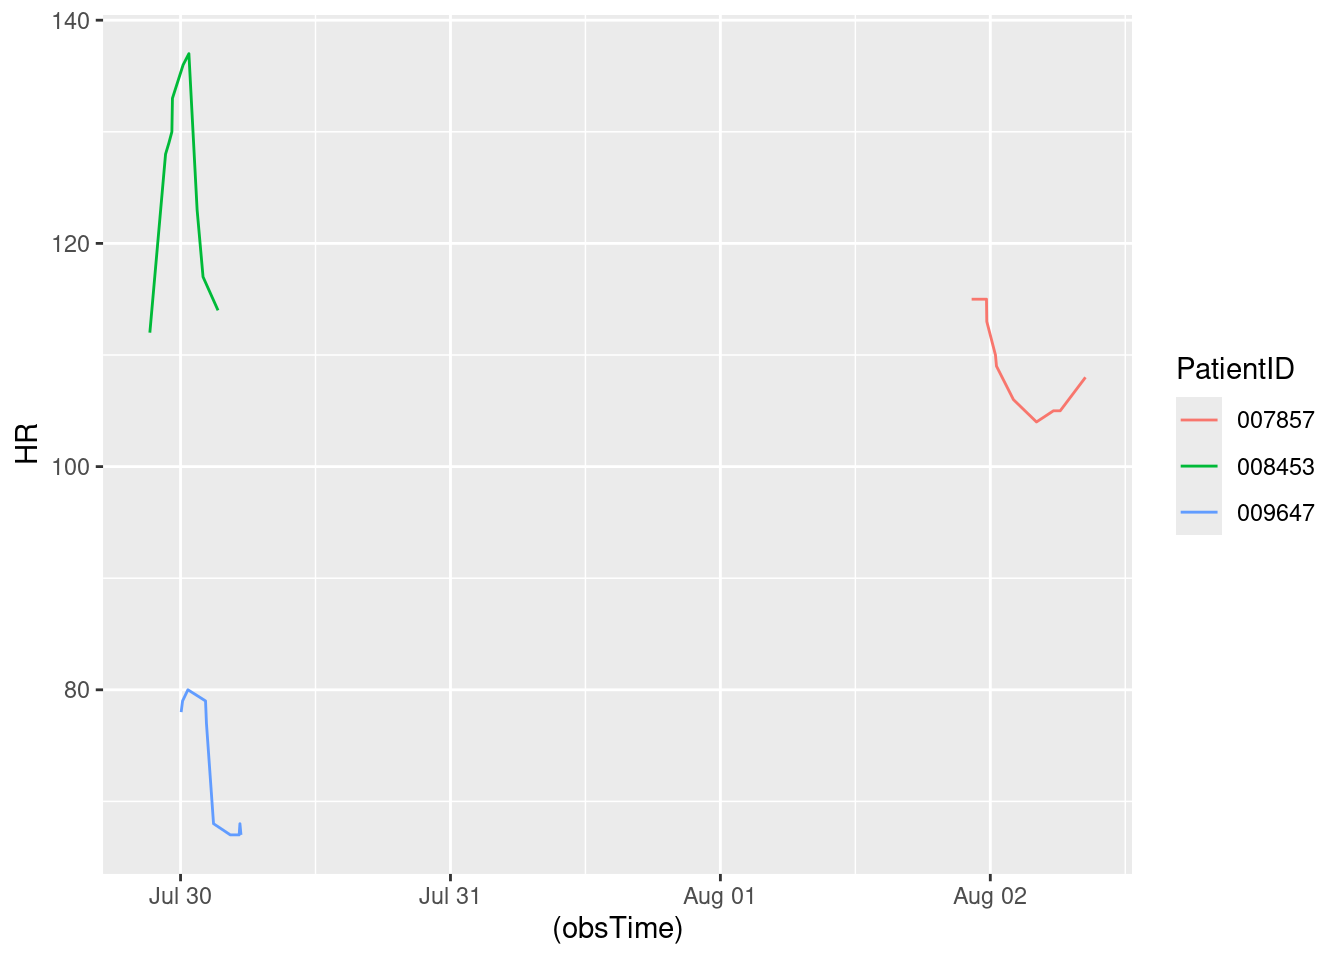 140
120
100
80
HR
Jul 30
Jul 31
Aug 01
Aug 02
(obsTime)
PatientID
007857
008453
009647